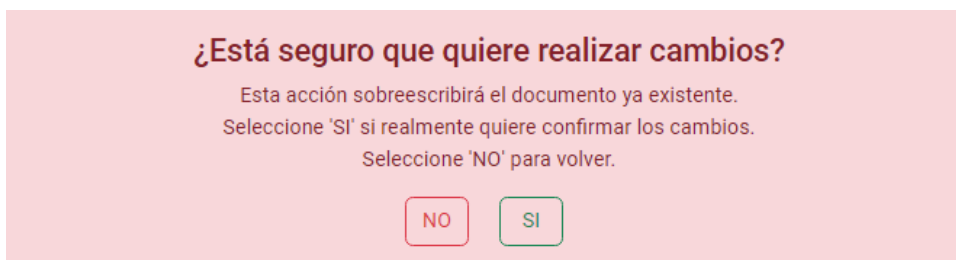 ¿Está seguro que quiere realizar cambios?
Esta acción sobreescribirá el documento ya existente.
Seleccione 'SI' si realmente quiere confirmar los cambios.
Seleccione 'NO' para volver.
NO SI